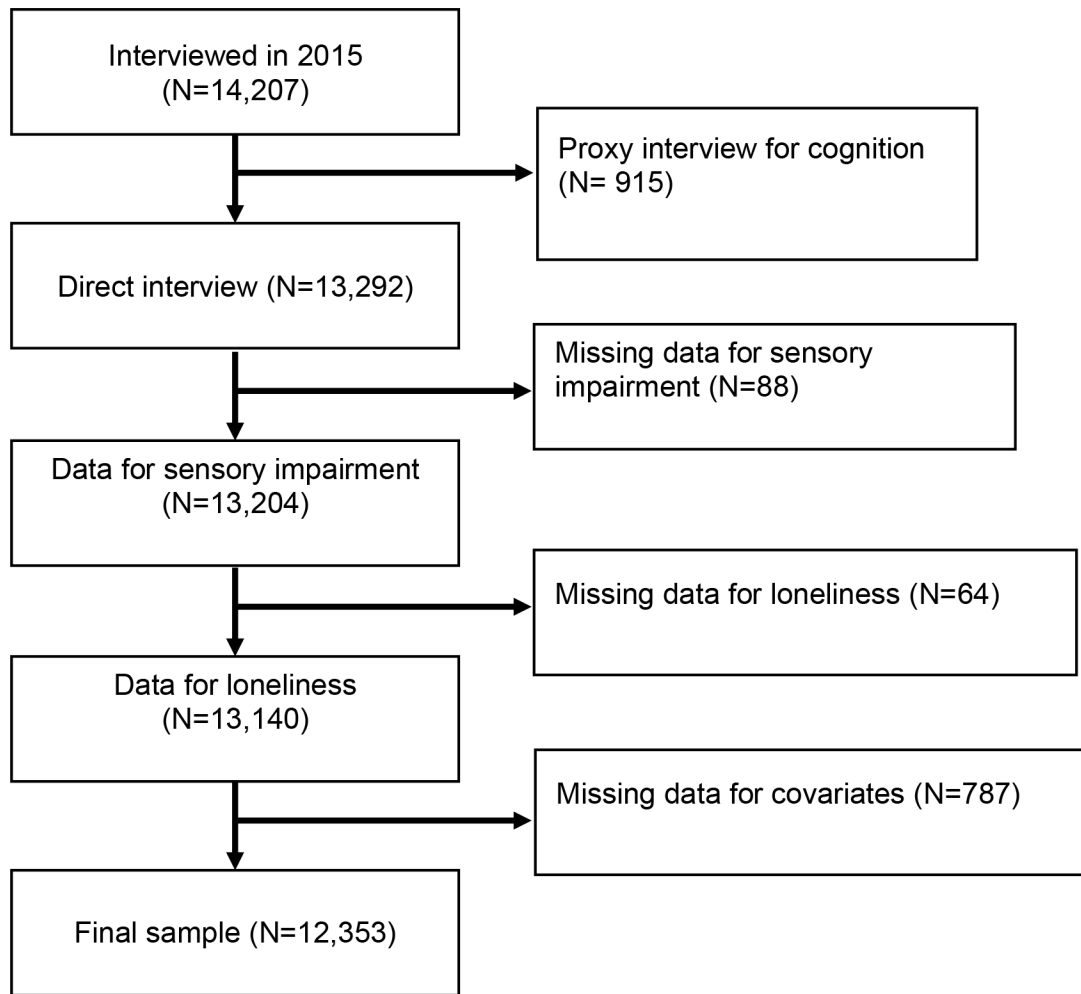 Interviewed in 2015
(N=14,207)
Proxy interview for cognition
(N= 915)
Direct interview (N=13,292)
Missing data for sensory
impairment (N=88)
Data for sensory impairment
(N=13,204)
Missing data for loneliness (N=64)
Data for loneliness
(N=13,140)
Missing data for covariates (N=787)
Final sample (N=12,353)